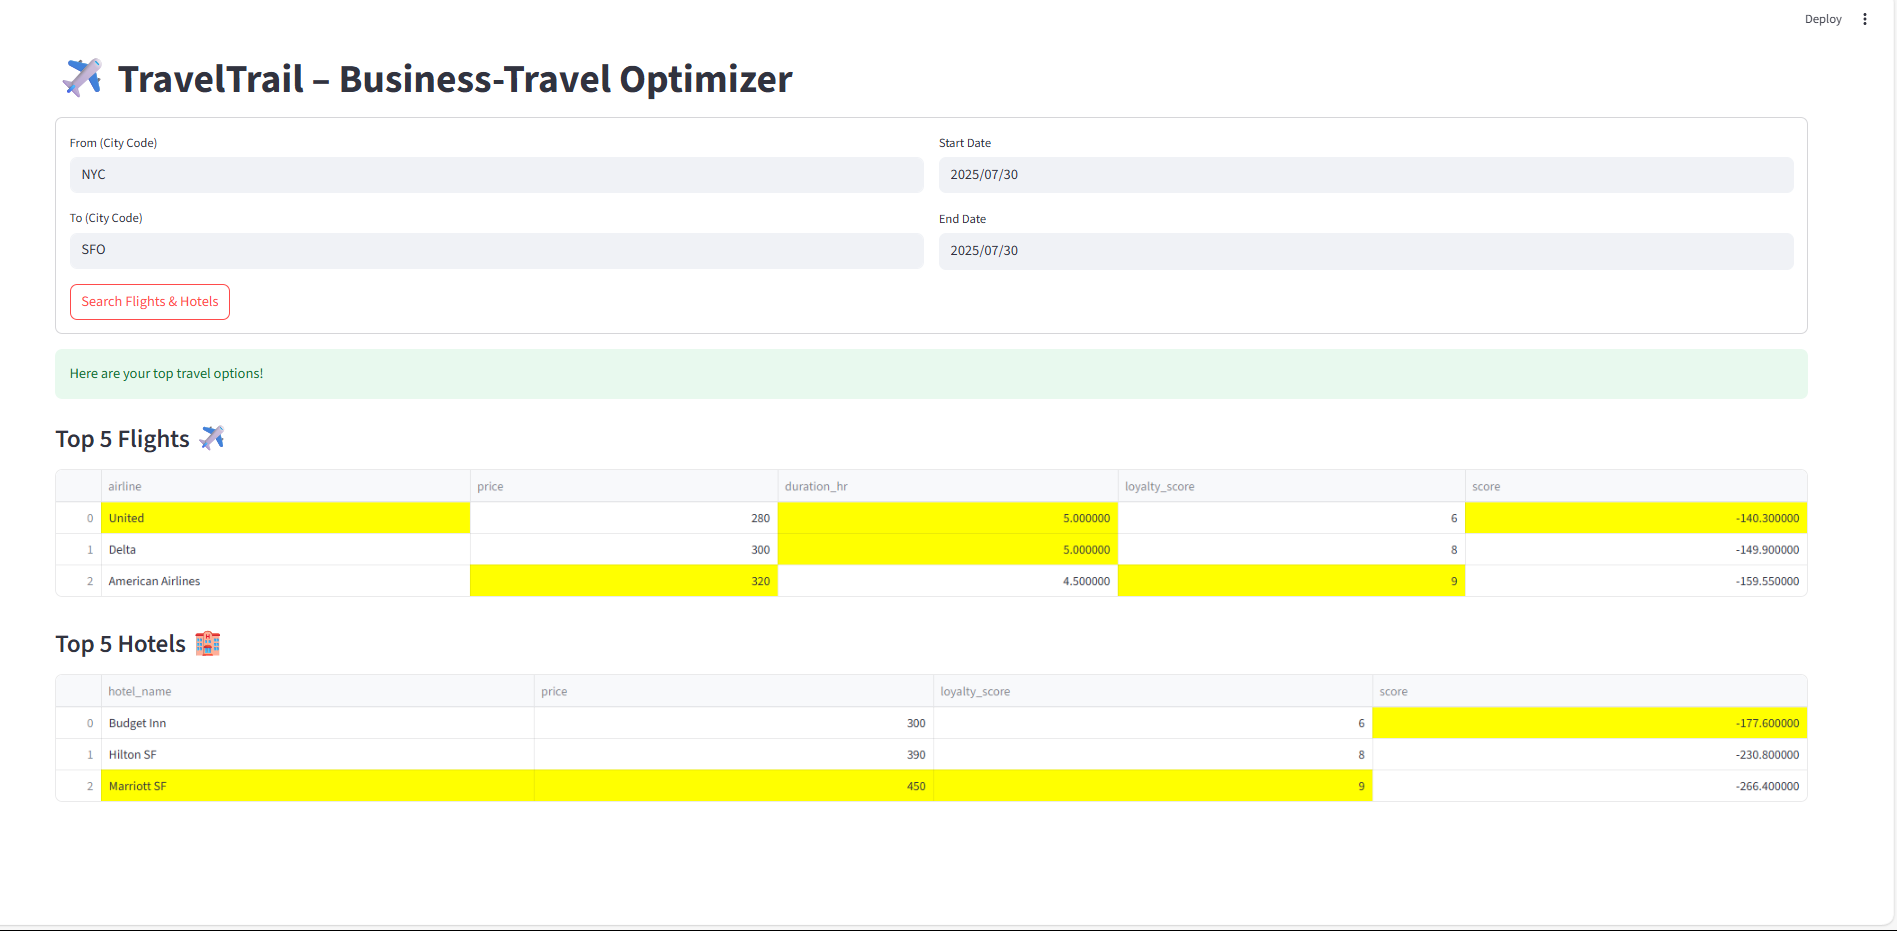 Deploy
TravelTrail – Business-Travel Optimizer
From (City Code)
NYC
Start Date
2025/07/30
To (City Code)
SFO
End Date
2025/07/30
Search Flights & Hotels
Here are your top travel options!
Top 5 Flights
airline price duration_hr loyalty_score score
0 United 280 5.000000 6 -140.300000
1 Delta 300 5.000000 8 -149.900000
2 American Airlines 320 4.500000 9 -159.550000
Top 5 Hotels
hotel_name price loyalty_score score
0 Budget Inn 300 6 -177.600000
1 Hilton SF 390 8 -230.800000
2 Marriott SF 450 9 -266.400000